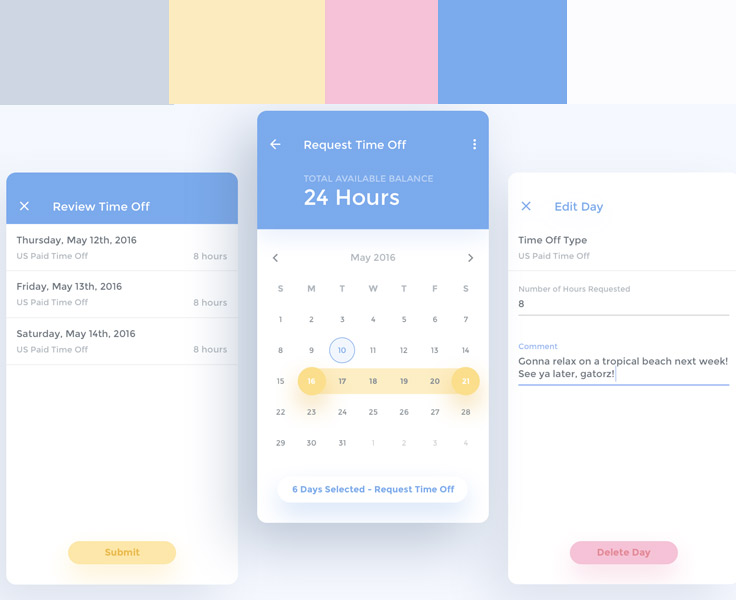 Review Time Off
Thursday, May 12th, 2016
US Paid Time Off 8 hours
Friday, May 13th, 2016
US Paid Time Off 8 hours
Saturday, May 14th, 2016
US Paid Time Off 8 hours
Submit
Request Time Off
TOTAL AVAILABLE BALANCE
24 Hours
May 2016
S M T W T F S
1 2 3 4 5 6 7
8 9 10 11 12 13 14
15 16 17 18 19 20 21
22 23 24 25 26 27 28
29 30 31 1 2 3 4
6 Days Selected - Request Time Off
Edit Day
Time Off Type
US Paid Time Off
Number of Hours Requested
8
Comment
Gonna relax on a tropical beach next week!
See ya later, gatorz!
Delete Day